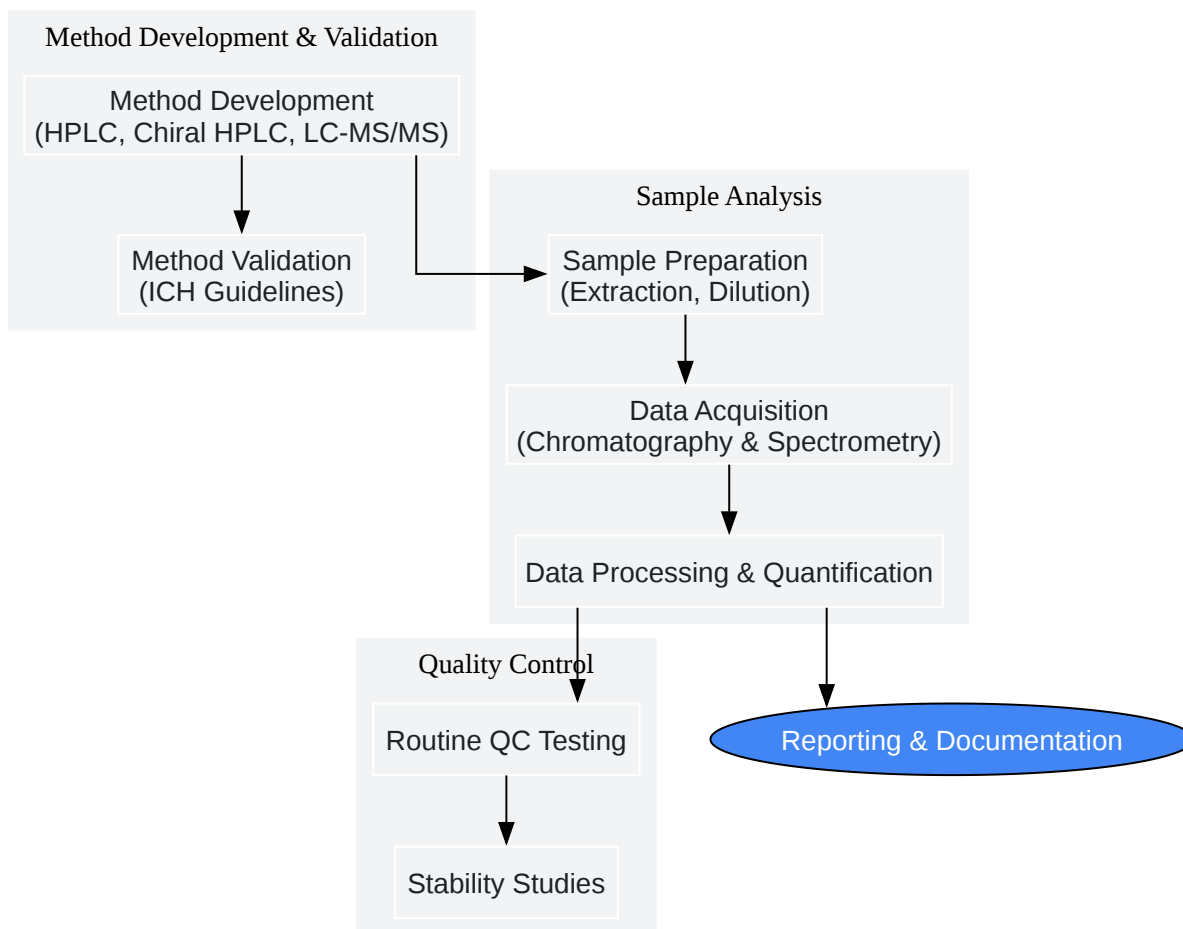 Method Development & Validation
Method Development
(HPLC, Chiral HPLC, LC-MS/MS)
Method Validation
(ICH Guidelines)
Sample Analysis
Sample Preparation
(Extraction, Dilution)
Data Acquisition
(Chromatography & Spectrometry)
Data Processing & Quantification
Quality Control
Routine QC Testing
Stability Studies
Reporting & Documentation